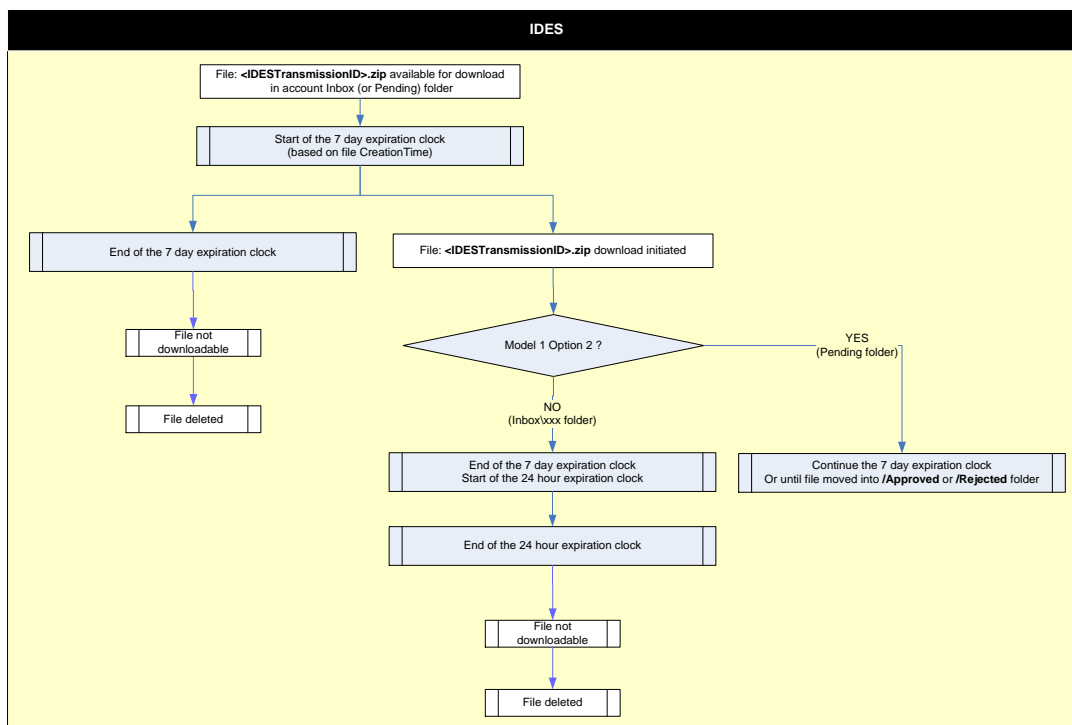 IDES
File: <IDESTransmissionID>.zip available for download
in account Inbox (or Pending) folder
Start of the 7 day expiration clock
(based on file CreationTime)
End of the 7 day expiration clock
File: <IDESTransmissionID>.zip download initiated
File not
downloadable
Model 1 Option 2 ?
YES
(Pending folder)
File deleted
NO
(Inbox\xxx folder)
End of the 7 day expiration clock
Start of the 24 hour expiration clock
Continue the 7 day expiration clock
Or until file moved into /Approved or /Rejected folder
End of the 24 hour expiration clock
File not
downloadable
File deleted